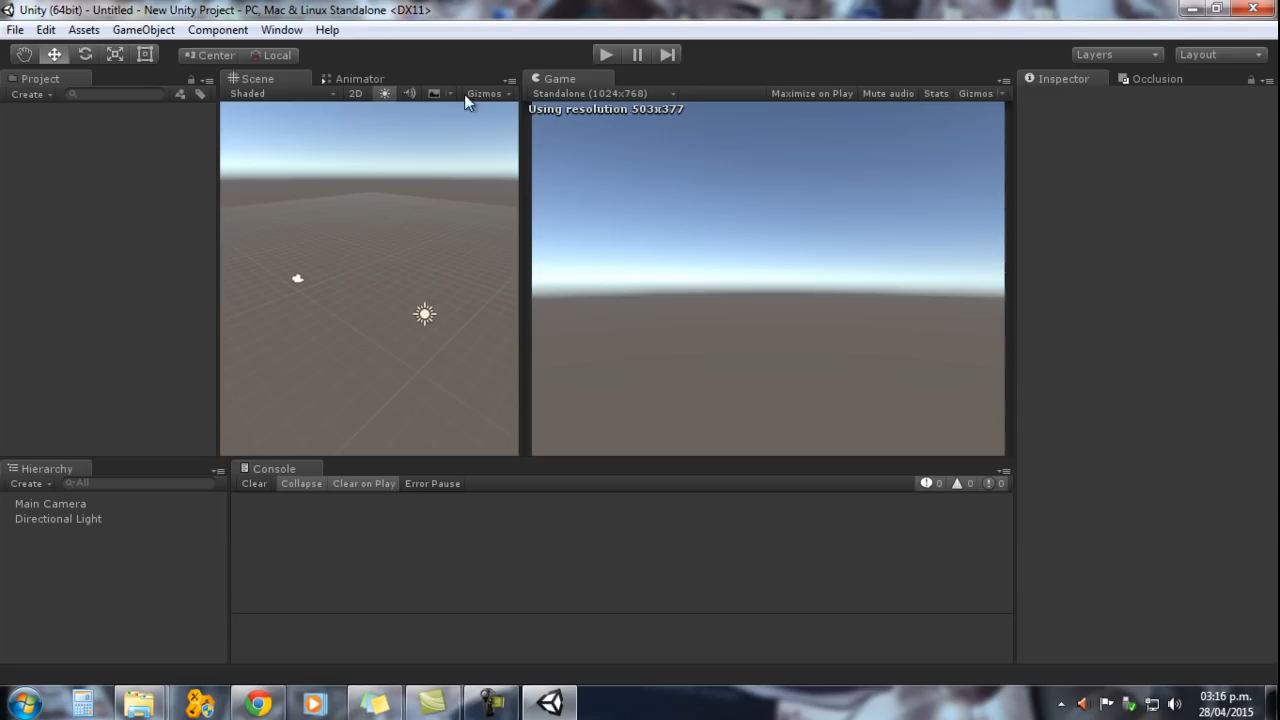 Unity (64bit) - Untitled - New Unity Project - PC, Mac & Linux Standalone <DX11>
File Edit Assets GameObject Component Window Help
Center Local Layers Layout
Project Scene Animator Game Inspector Occlusion
Create Shaded 2D Gizmos Standalone (1024x768) Maximize on Play Mute audio Stats Gizmos
Using resolution 503x377
Hierarchy Console
Create All Clear Collapse Clear on Play Error Pause 0 0 0
Main Camera
Directional Light
03:16 p.m.
28/04/2015